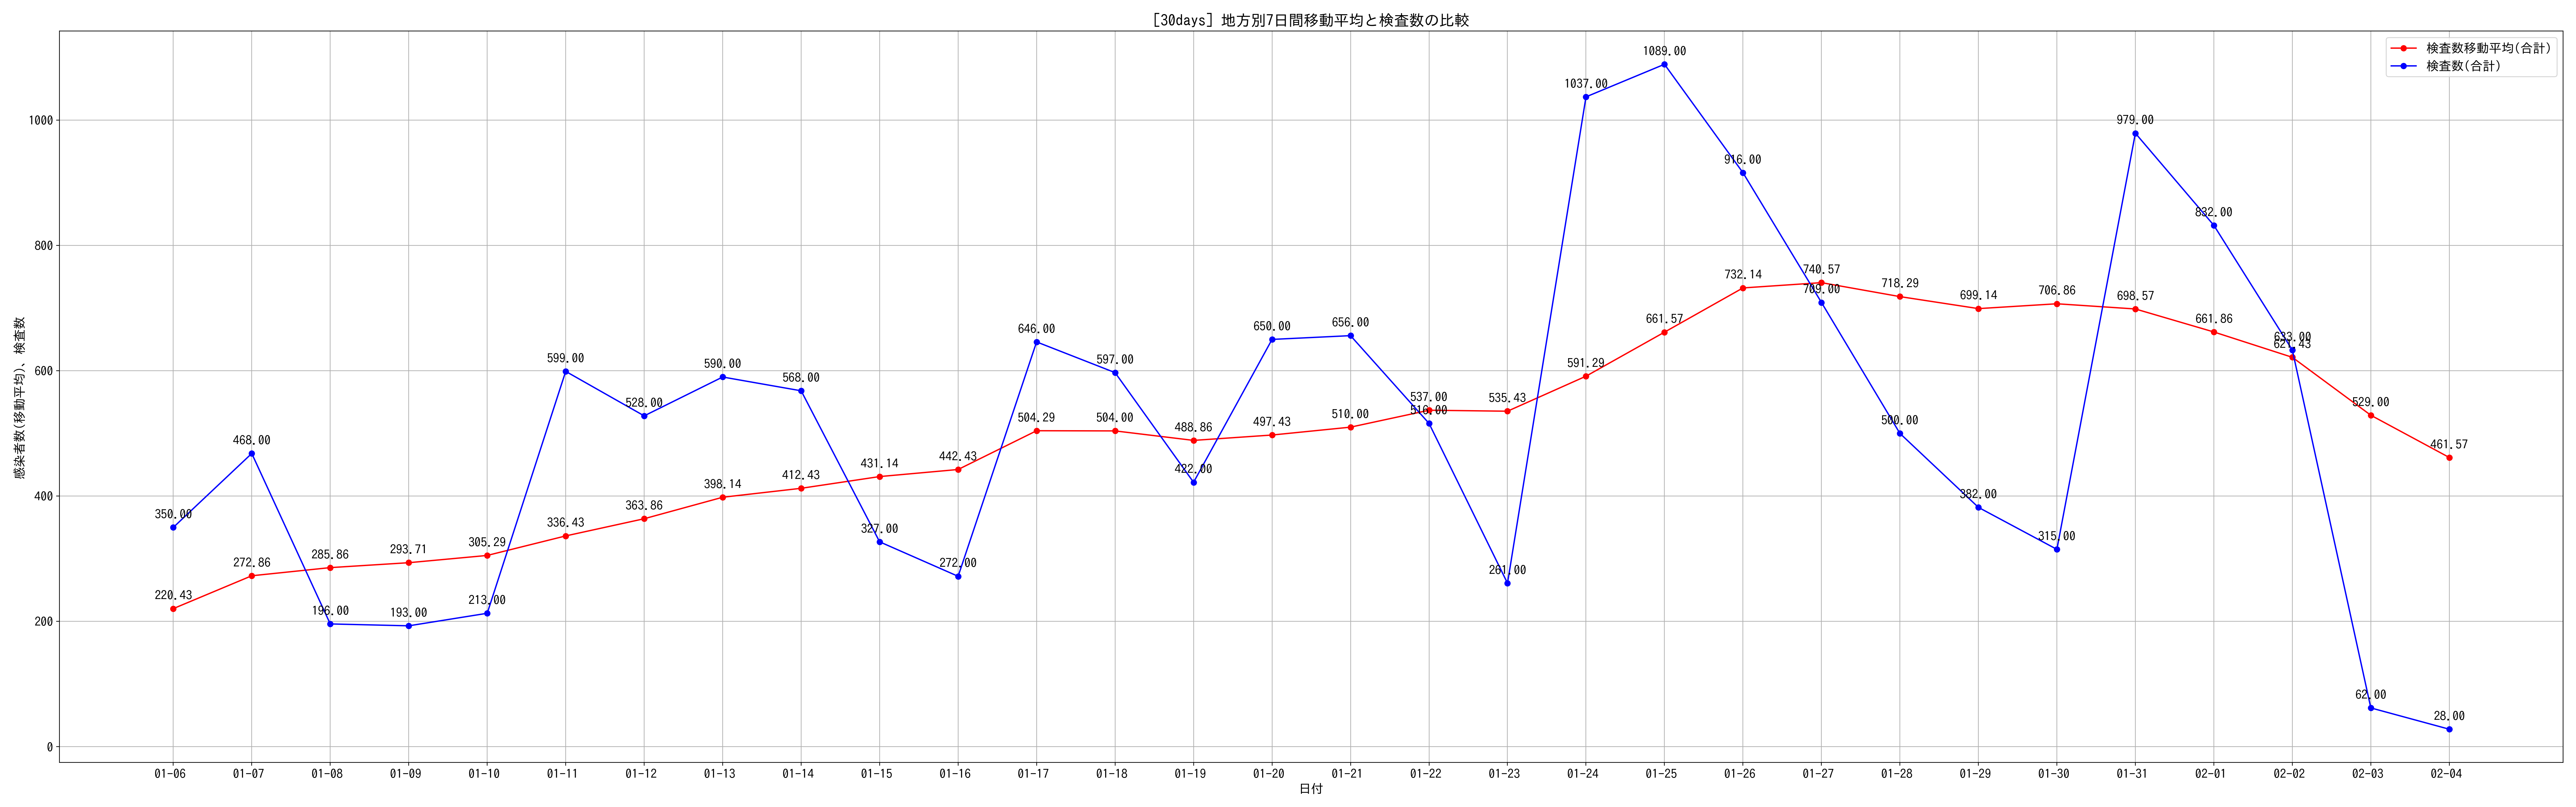 [30days] 地方別7日間移動平均と検査数の比較
検査数移動平均(合計)
検査数(合計)
感染者数(移動平均)、検査数
1000
800
600
400
200
0
350.00 468.00 196.00 193.00 213.00 599.00 528.00 590.00 568.00 327.00 272.00 646.00 597.00 422.00 650.00 656.00 516.00 261.00 1037.00 1089.00 916.00 709.00 500.00 382.00 315.00 979.00 832.00 633.00 62.00 28.00
220.43 272.86 285.86 293.71 305.29 336.43 363.86 398.14 412.43 431.14 442.43 504.29 504.00 488.86 497.43 510.00 537.00 535.43 591.29 661.57 732.14 740.57 718.29 699.14 706.86 698.57 661.86 621.43 529.00 461.57
01-06 01-07 01-08 01-09 01-10 01-11 01-12 01-13 01-14 01-15 01-16 01-17 01-18 01-19 01-20 01-21 01-22 01-23 01-24 01-25 01-26 01-27 01-28 01-29 01-30 01-31 02-01 02-02 02-03 02-04
日付